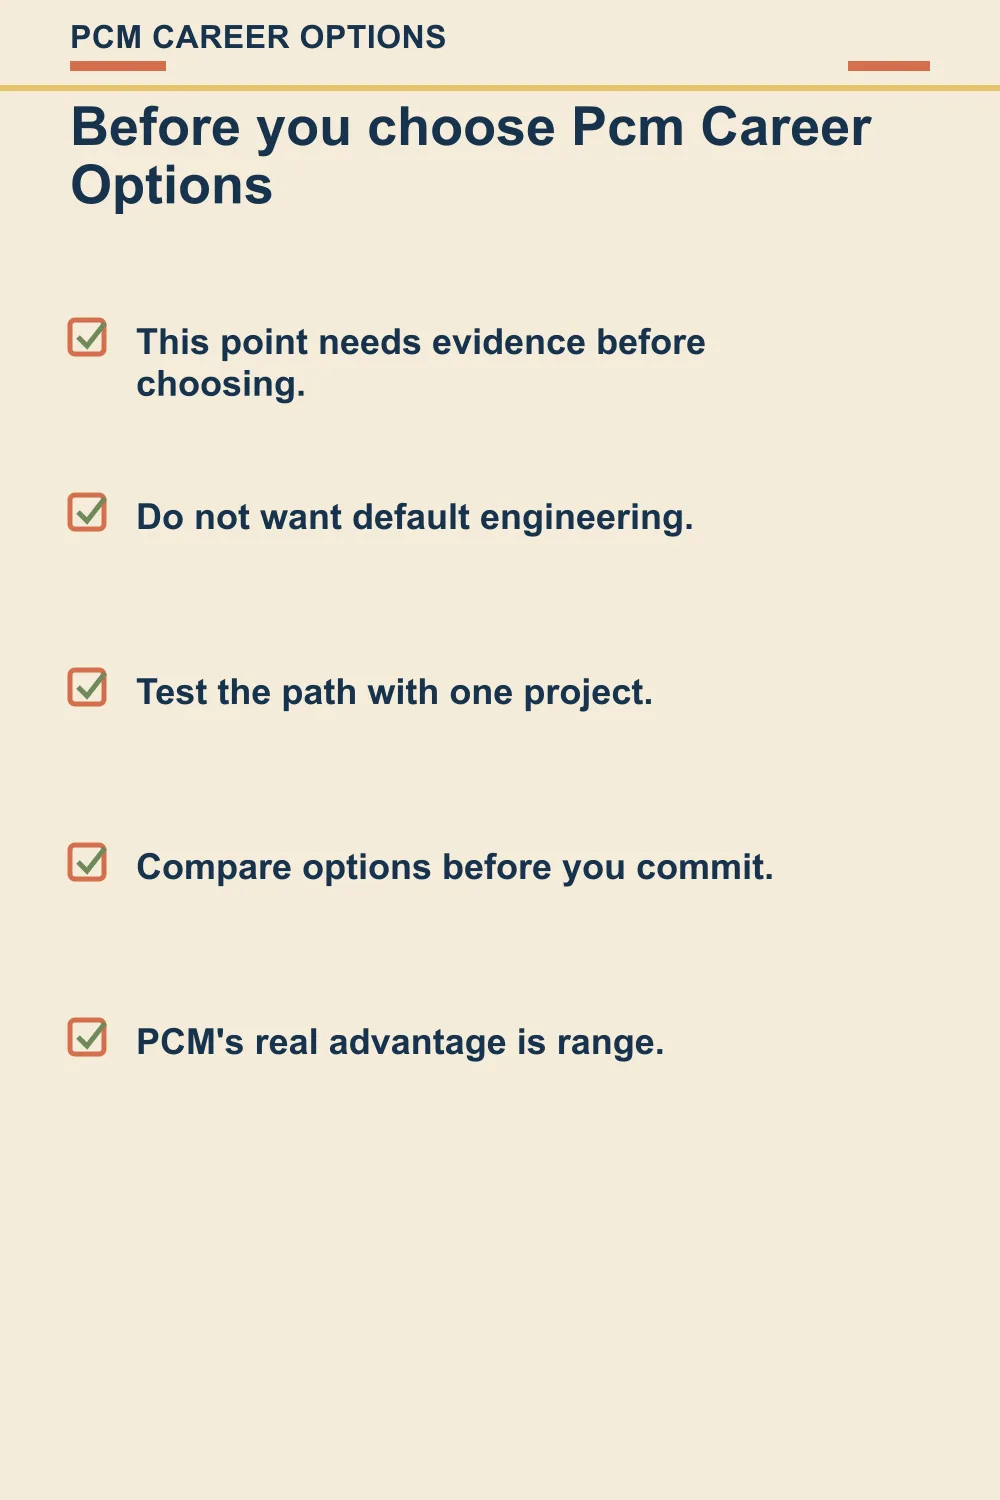 PCM CAREER OPTIONS
Before you choose Pcm Career
Options
This point needs evidence before
choosing.
Do not want default engineering.
Test the path with one project.
Compare options before you commit.
PCM's real advantage is range.